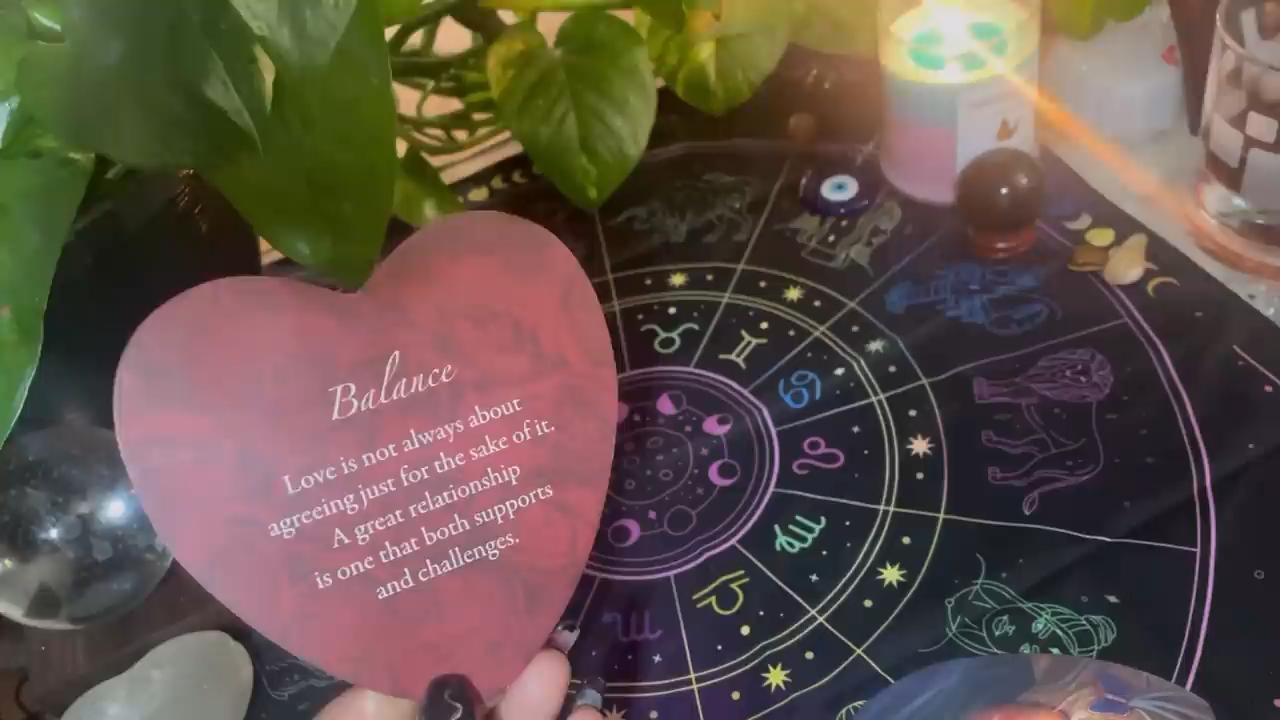 Balance
Love is not always about
agreeing just for the sake of it.
A great relationship
is one that both supports
and challenges.